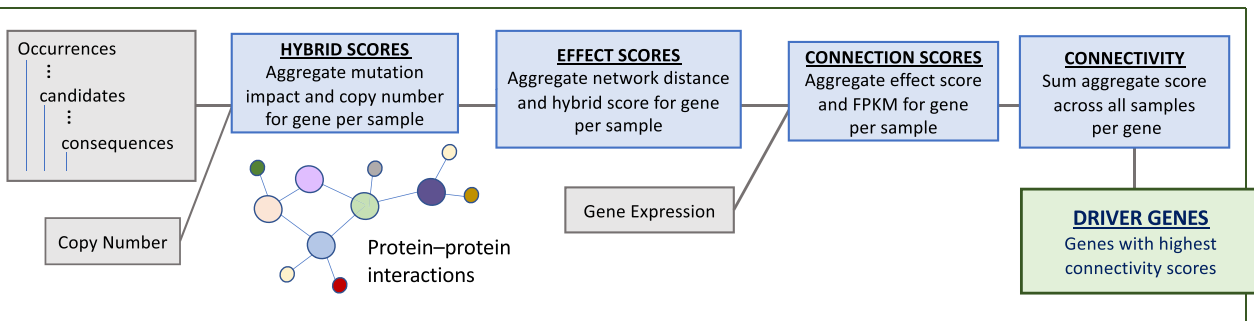 Occurrences
⋮
candidates
⋮
consequences
Copy Number
HYBRID SCORES
Aggregate mutation
impact and copy number
for gene per sample
Protein–protein
interactions
EFFECT SCORES
Aggregate network distance
and hybrid score for gene
per sample
Gene Expression
CONNECTION SCORES
Aggregate effect score
and FPKM for gene
per sample
CONNECTIVITY
Sum aggregate score
across all samples
per gene
DRIVER GENES
Genes with highest
connectivity scores